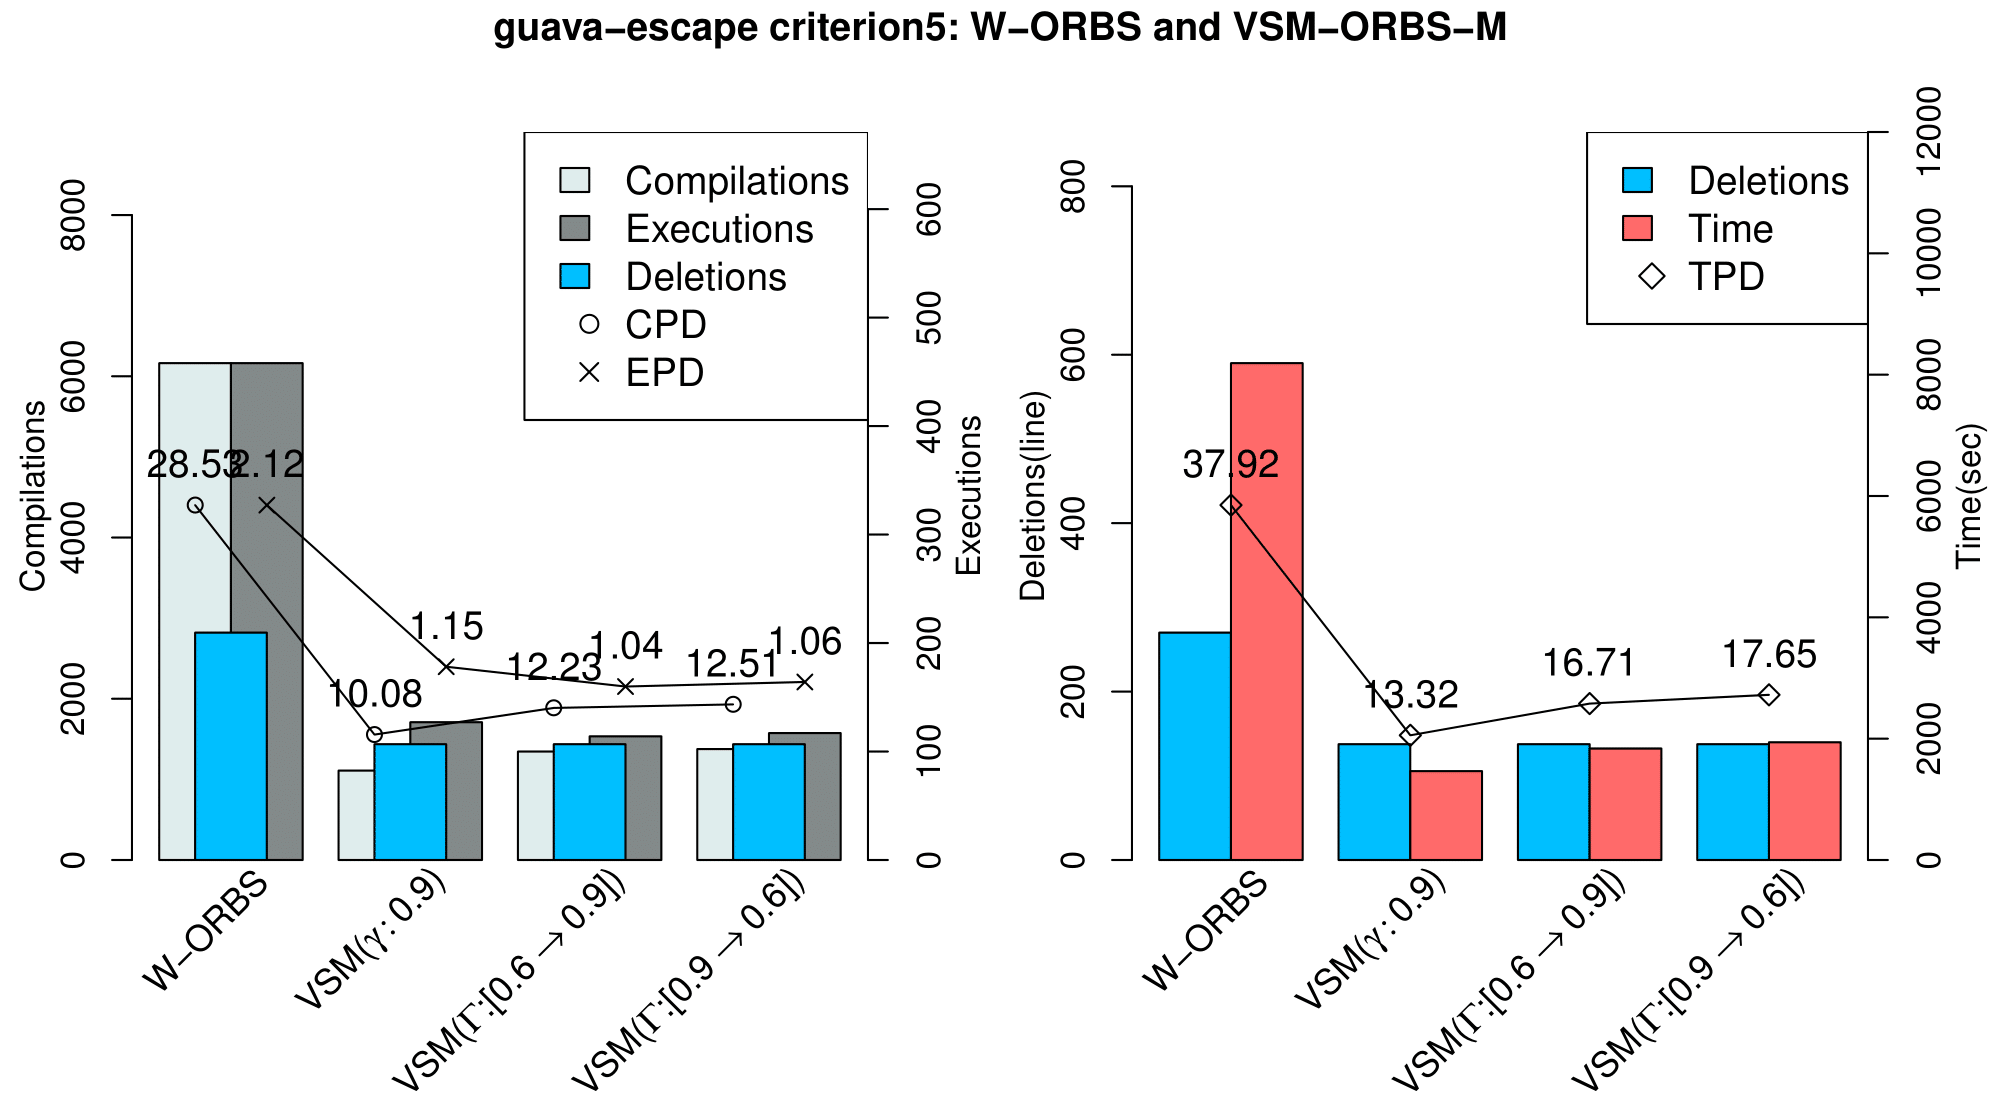 guava−escape criterion5: W−ORBS and VSM−ORBS−M
Compilations
0
2000
4000
6000
8000
Compilations
Executions
Deletions
CPD
EPD
28.53
2.12
10.08
1.15
12.23
1.04
12.51
1.06
0
100
200
300
400
500
600
Executions
W−ORBS
VSM(γ: 0.9)
VSM(Γ:[0.6 → 0.9])
VSM(Γ:[0.9 → 0.6])
Deletions(line)
0
200
400
600
800
Deletions
Time
TPD
37.92
13.32
16.71
17.65
0
2000
4000
6000
8000
10000
12000
Time(sec)
W−ORBS
VSM(γ: 0.9)
VSM(Γ:[0.6 → 0.9])
VSM(Γ:[0.9 → 0.6])